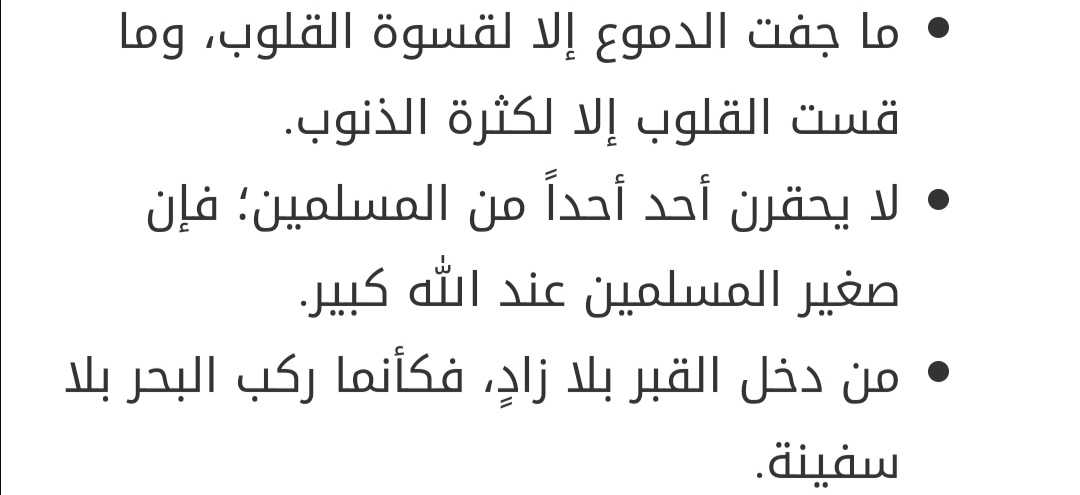 • ما جفت الدموع إلا لقسوة القلوب، وما
قست القلوب إلا لكثرة الذنوب.
• لا يحقرن أحد أحداً من المسلمين؛ فإن
صغير المسلمين عند الله كبير.
• من دخل القبر بلا زادٍ، فكأنما ركب البحر بلا
سفينة.